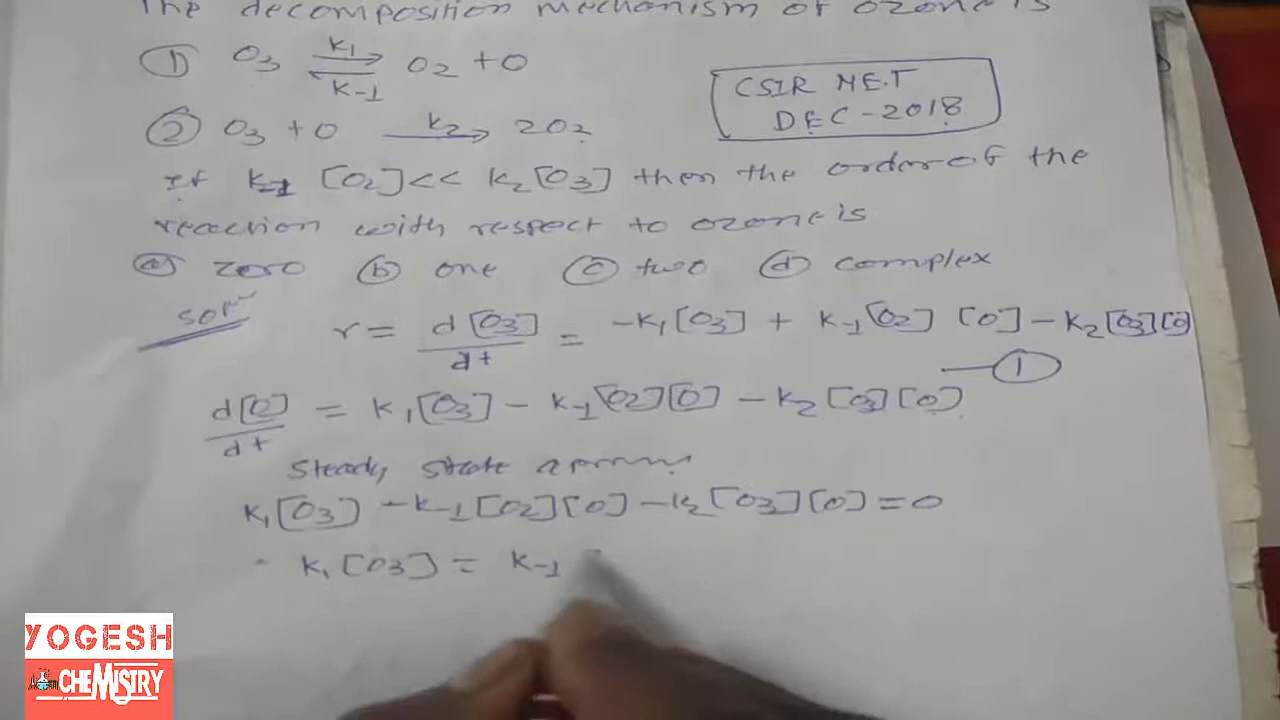 The decomposition mechanism of ozone is
① O3 ⇌ O2 + O
K1
K-1
② O3 + O → 2O2
K2
CSIR NET
DEC-2018
If K-1 [O2] << K2 [O3] then the order of the
reaction with respect to ozone is
ⓐ zero ⓑ one ⓒ two ⓓ complex
Sol^n
r = d[O3]/dt = -K1[O3] + K-1[O2] [O] - K2[O3][O]
— ①
d[O]/dt = K1[O3] - K-1[O2][O] - K2[O3][O]
Steady state
K1[O3] - K-1[O2][O] - K2[O3][O] = 0
K1[O3] = K-1
YOGESH
CHEMISTRY